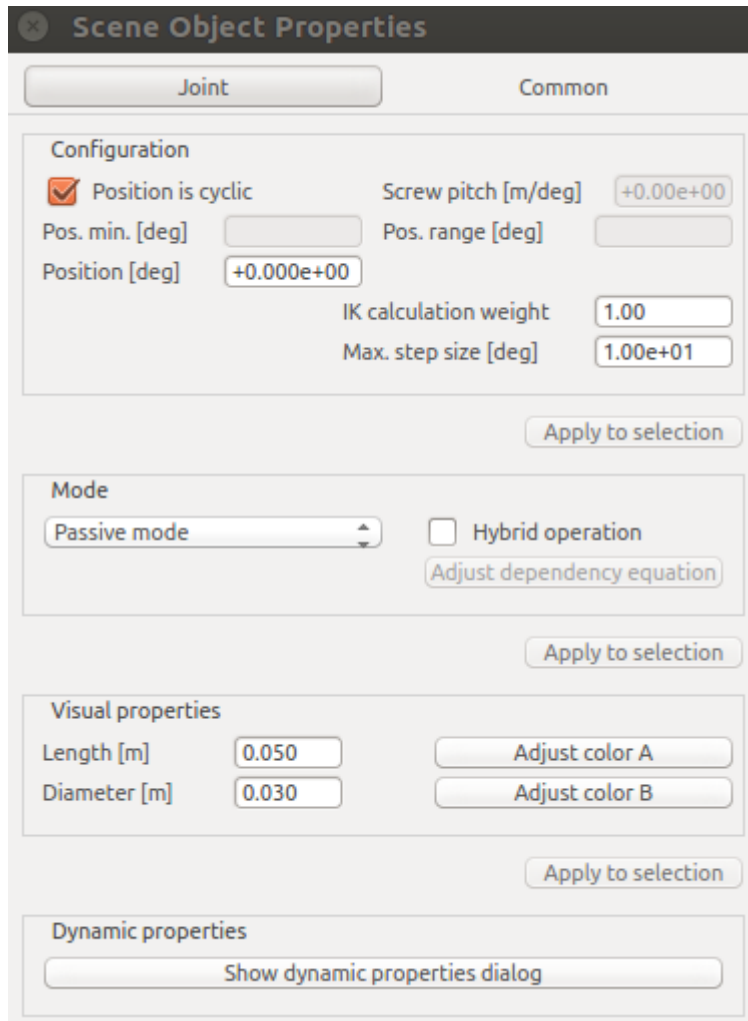 Scene Object Properties
Joint Common
Configuration
Position is cyclic Screw pitch [m/deg] +0.00e+00
Pos. min. [deg] Pos. range [deg]
Position [deg] +0.000e+00
IK calculation weight 1.00
Max. step size [deg] 1.00e+01
Apply to selection
Mode
Passive mode Hybrid operation
Adjust dependency equation
Apply to selection
Visual properties
Length [m] 0.050 Adjust color A
Diameter [m] 0.030 Adjust color B
Apply to selection
Dynamic properties
Show dynamic properties dialog